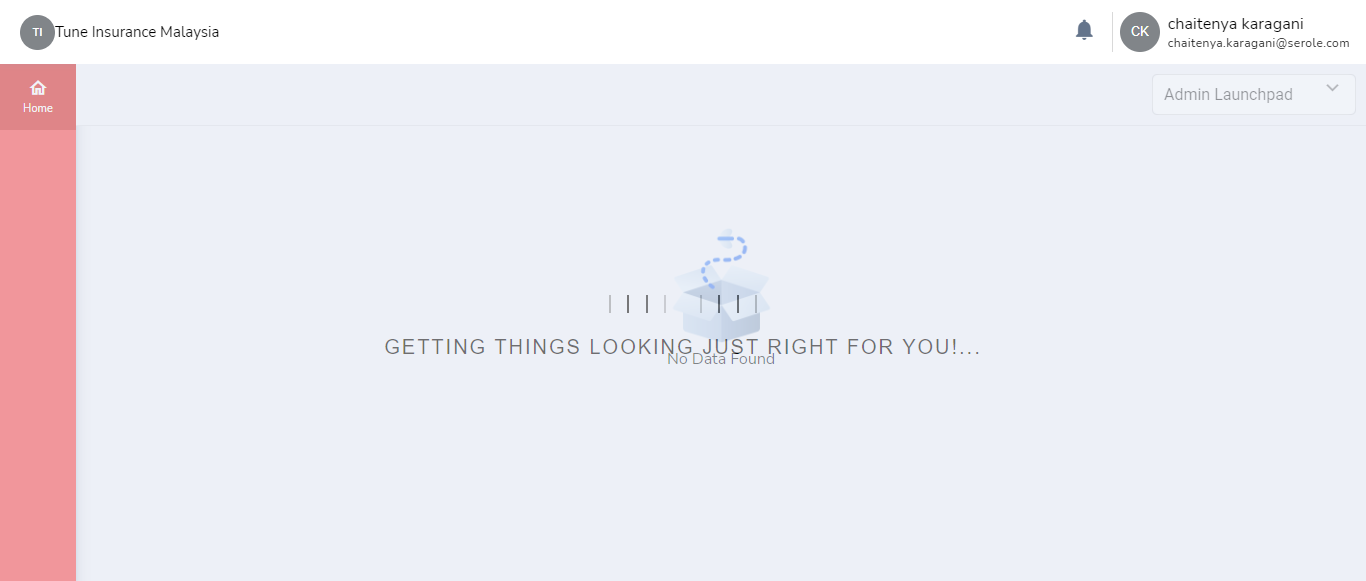 TI Tune Insurance Malaysia
CK chaitenya karagani
chaitenya.karagani@serole.com
Home
Admin Launchpad
GETTING THINGS LOOKING JUST RIGHT FOR YOU!...
No Data Found